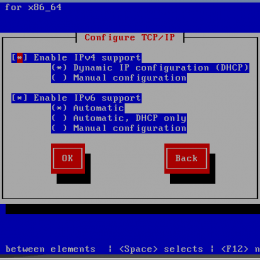 for x86_64
Configure TCP/IP
[*] Enable IPv4 support
(*) Dynamic IP configuration (DHCP)
( ) Manual configuration
[*] Enable IPv6 support
(*) Automatic
( ) Automatic, DHCP only
( ) Manual configuration
OK Back
between elements | <Space> selects | <F12> n